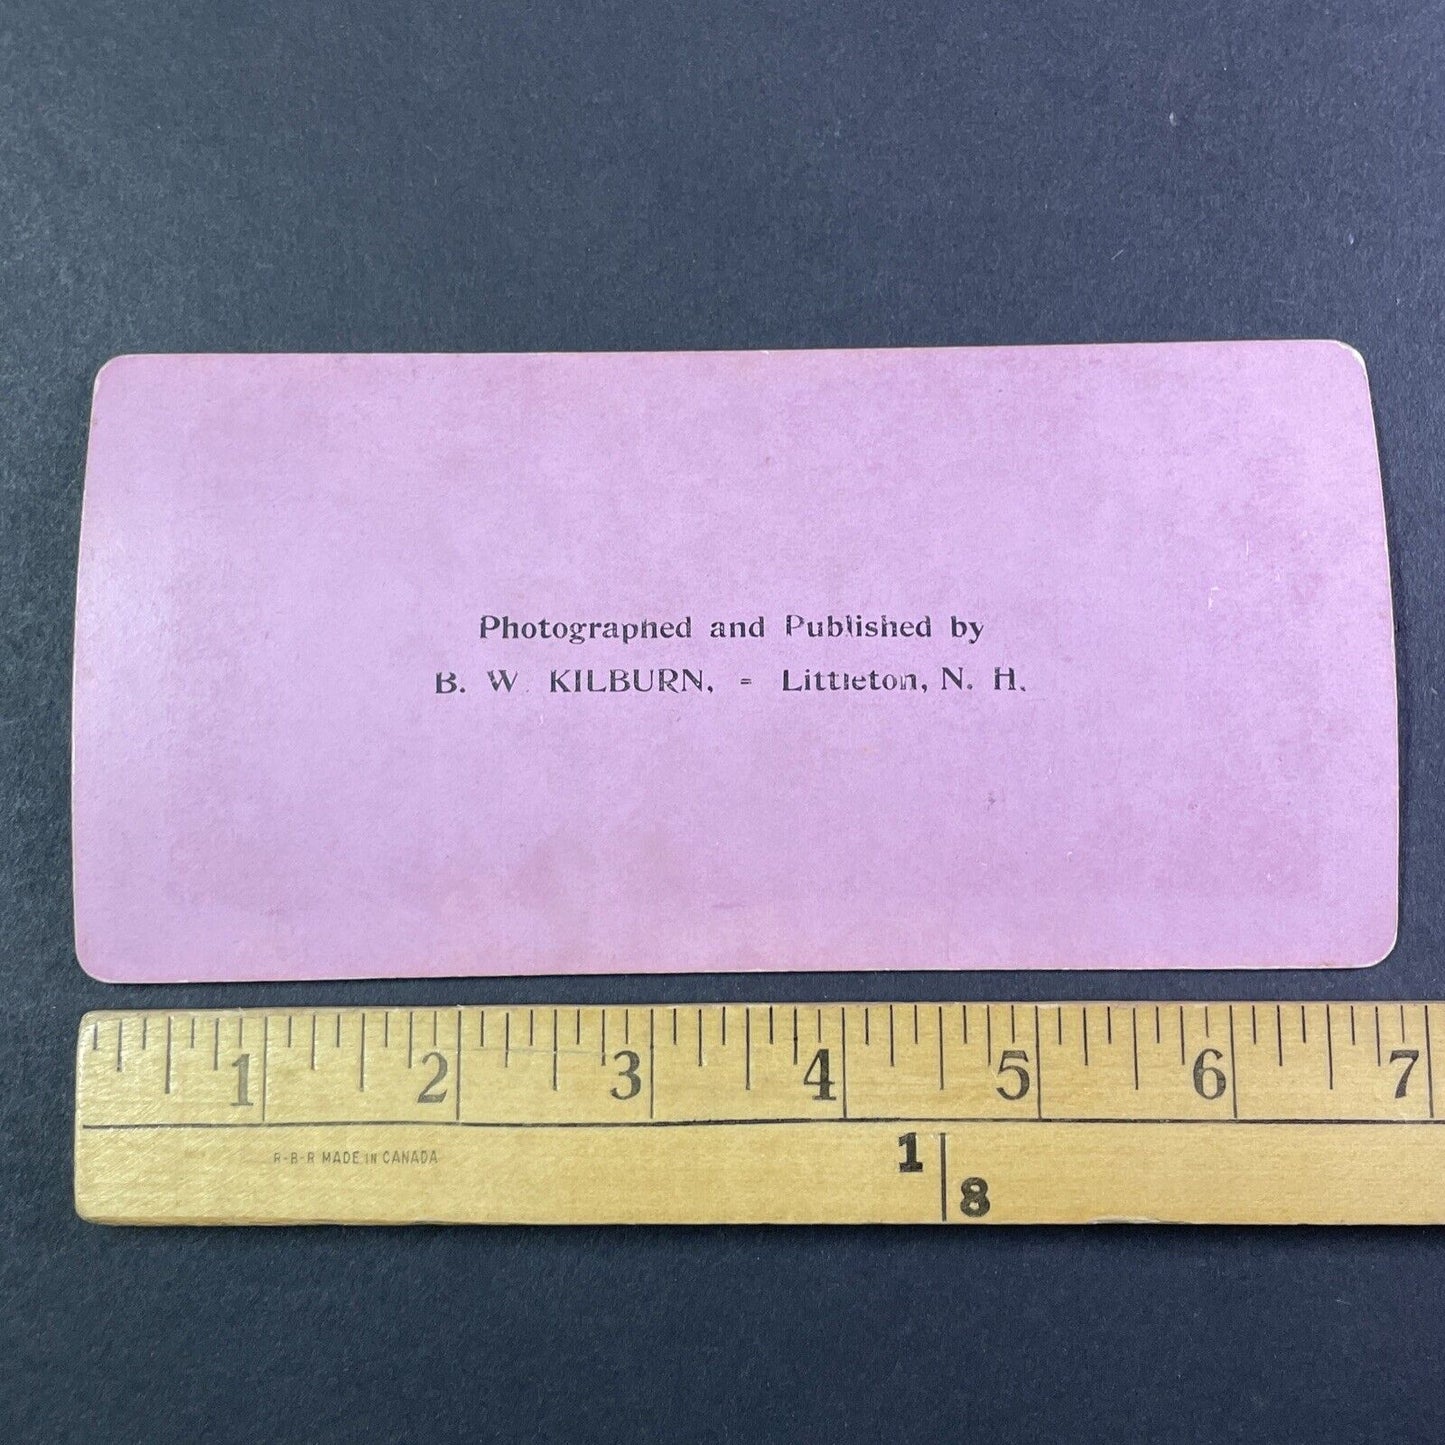 Photographed and Published by
B. W. KILBURN, = Littleton, N. H.
1 2 3 4 5 6 7
R-B-R MADE IN CANADA
1
8